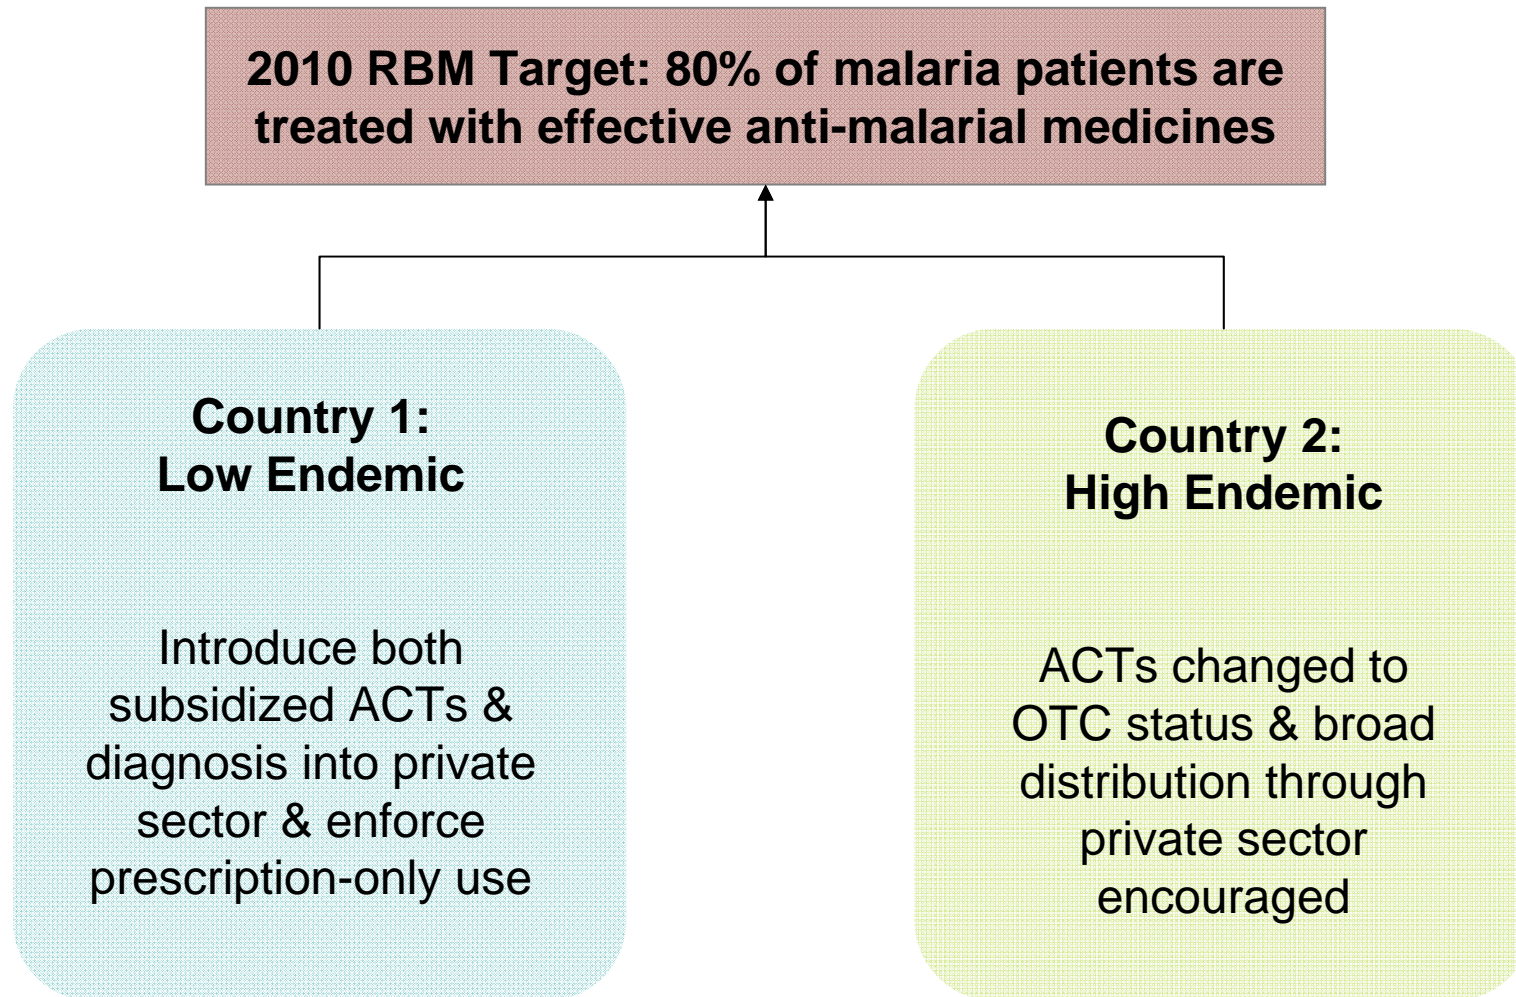 2010 RBM Target: 80% of malaria patients are
treated with effective anti-malarial medicines
Country 1:
Low Endemic
Introduce both
subsidized ACTs &
diagnosis into private
sector & enforce
prescription-only use
Country 2:
High Endemic
ACTs changed to
OTC status & broad
distribution through
private sector
encouraged